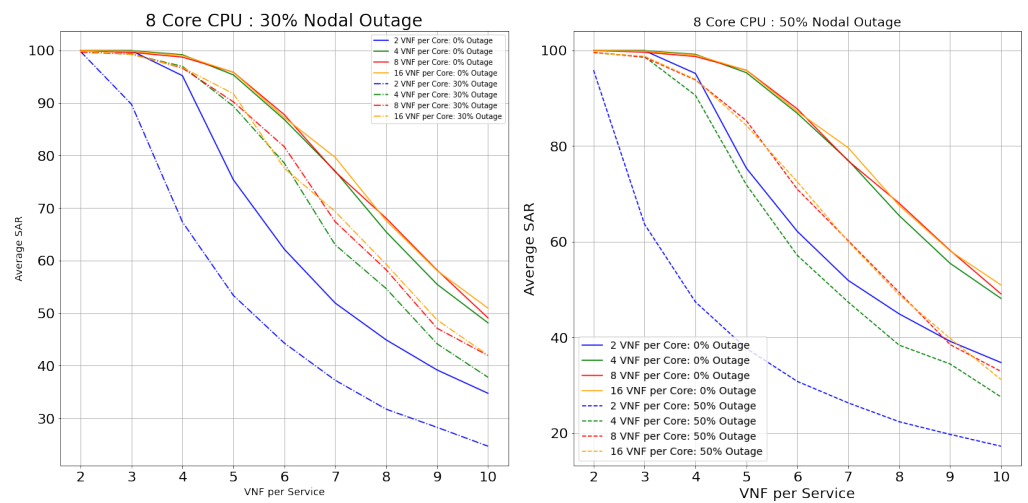 8 Core CPU : 30% Nodal Outage
2 VNF per Core: 0% Outage
4 VNF per Core: 0% Outage
8 VNF per Core: 0% Outage
16 VNF per Core: 0% Outage
2 VNF per Core: 30% Outage
4 VNF per Core: 30% Outage
8 VNF per Core: 30% Outage
16 VNF per Core: 30% Outage
100
90
80
70
60
50
40
30
Average SAR
2 3 4 5 6 7 8 9 10
VNF per Service
8 Core CPU : 50% Nodal Outage
100
80
60
40
20
Average SAR
2 VNF per Core: 0% Outage
4 VNF per Core: 0% Outage
8 VNF per Core: 0% Outage
16 VNF per Core: 0% Outage
2 VNF per Core: 50% Outage
4 VNF per Core: 50% Outage
8 VNF per Core: 50% Outage
16 VNF per Core: 50% Outage
2 3 4 5 6 7 8 9 10
VNF per Service